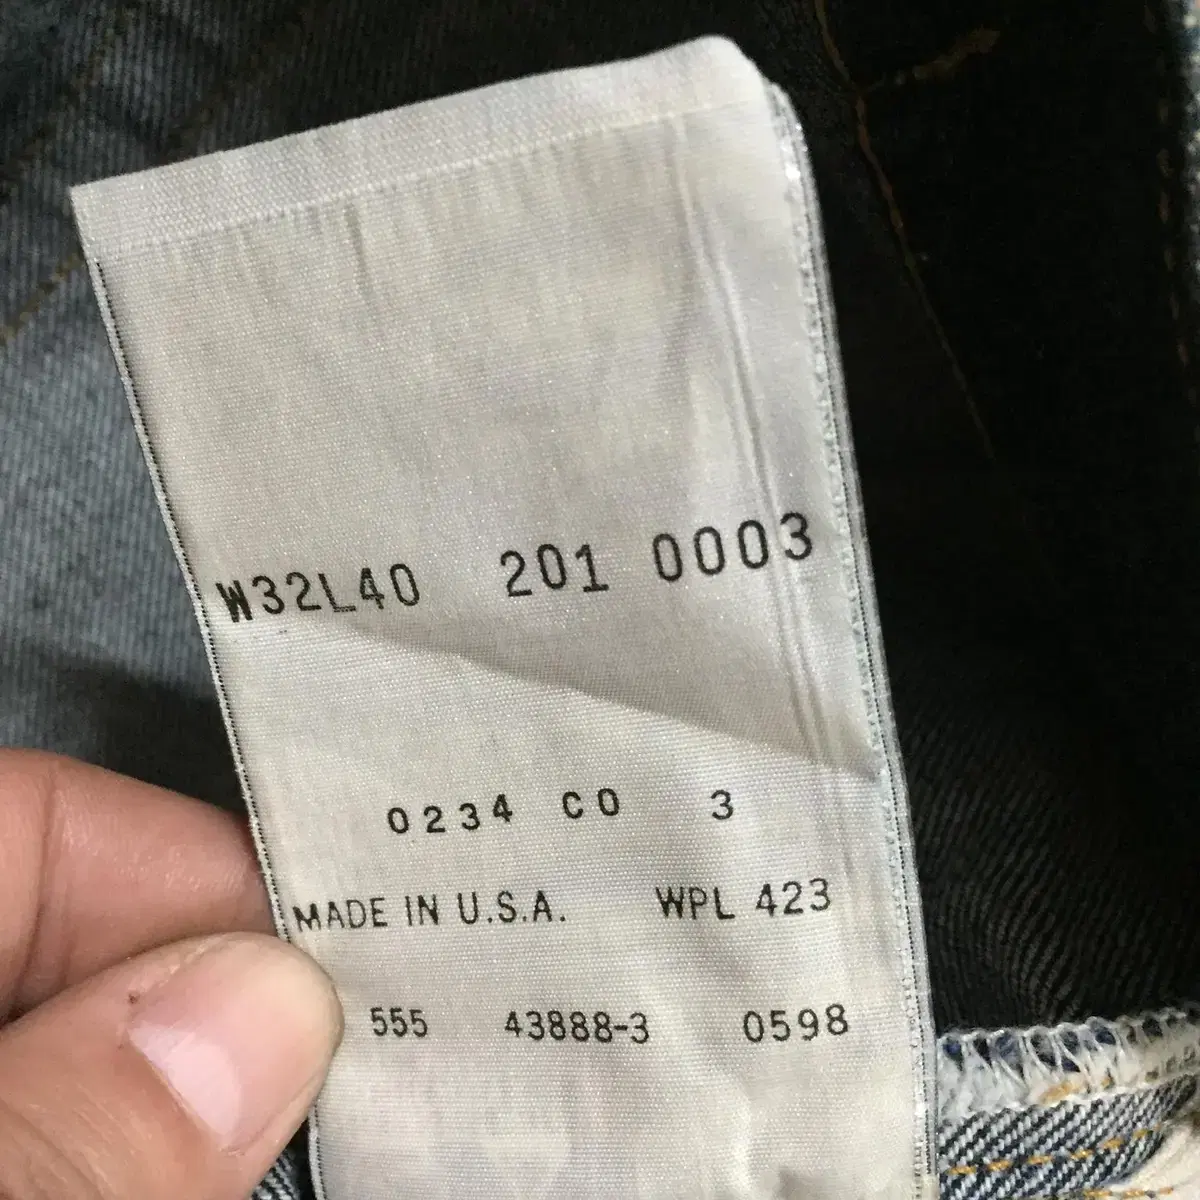 W32L40 201 0003
0234 CO 3
MADE IN U.S.A. WPL 423
555 43888-3 0598